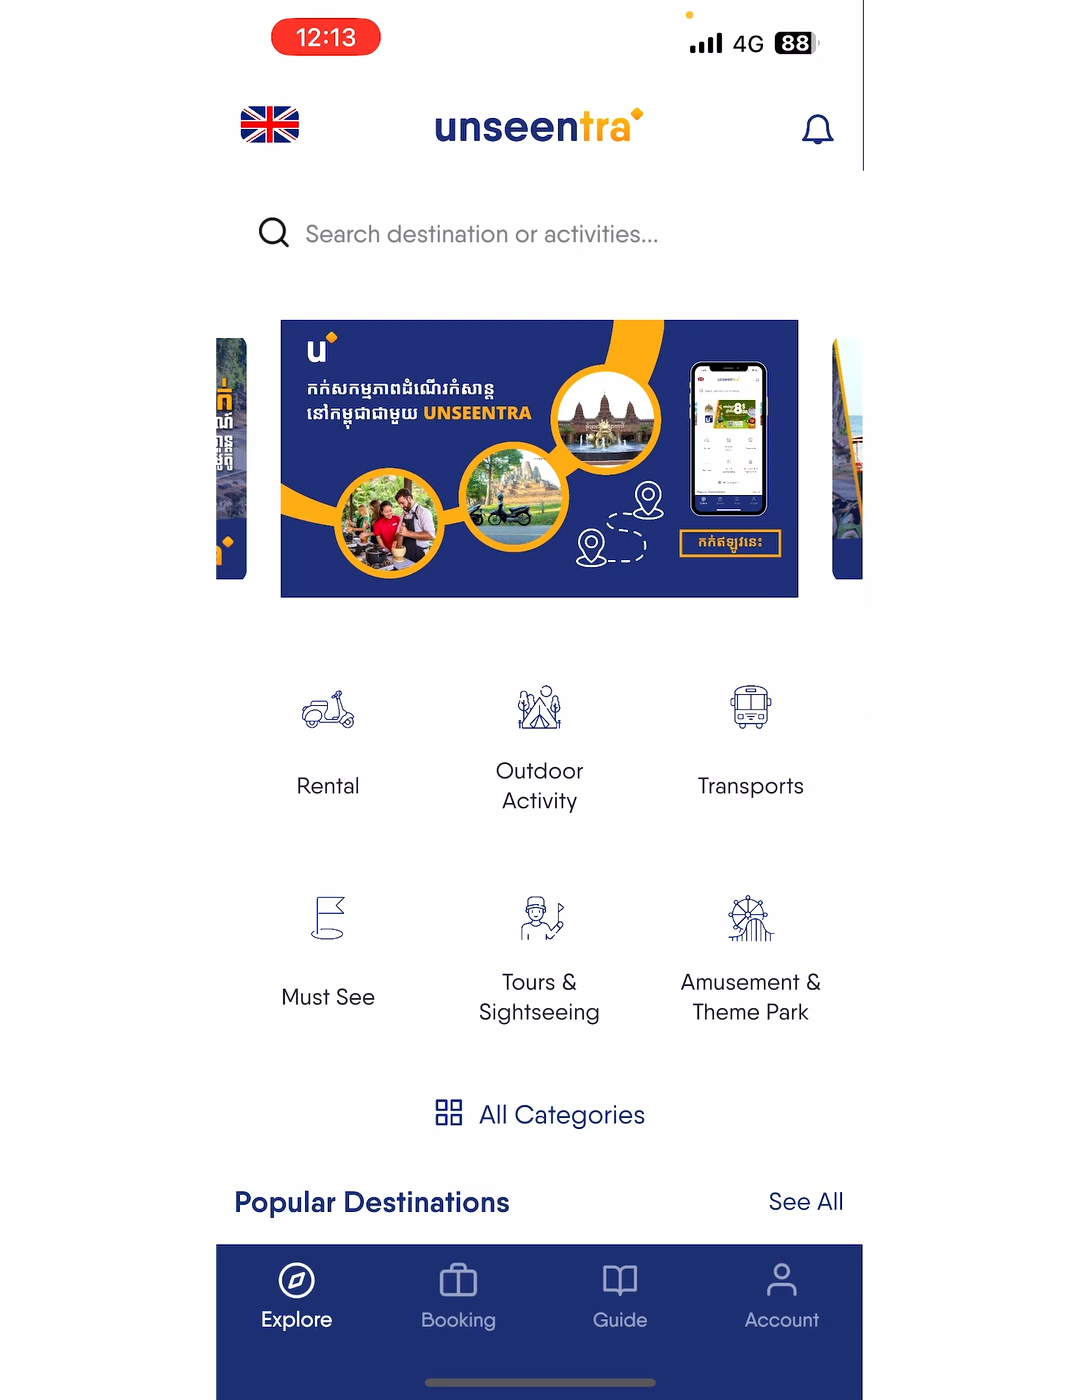 12:13
4G 88
unseentra
Search destination or activities...
u
កក់សកម្មភាពដំណើរកំសាន្ត
នៅកម្ពុជាជាមួយ UNSEENTRA
កក់ឥឡូវនេះ
Rental
Outdoor
Activity
Transports
Must See
Tours &
Sightseeing
Amusement &
Theme Park
All Categories
Popular Destinations
See All
Explore
Booking
Guide
Account